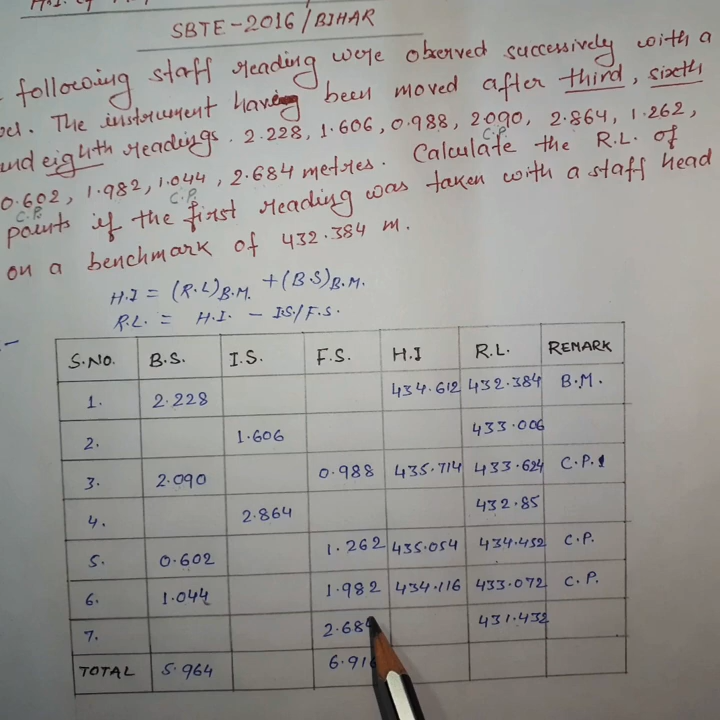 SBTE-2016/BIHAR
following staff reading were observed successively with a
The instrument having been moved after third, sixth
and eighth readings. 2.228, 1.606, 0.988, 2090, 2.864, 1.262,
C.P.
0.602, 1.982, 1.044, 2.684 metres. Calculate the R.L. of
C.P. C.P.
points if the first reading was taken with a staff head
on a benchmark of 432.384 m.
H.I = (R.L)B.M. + (B.S)B.M.
R.L. = H.I. - I.S/F.S.
S.NO. B.S. I.S. F.S. H.I R.L. REMARK
1. 2.228 434.612 432.384 B.M.
2. 1.606 433.006
3. 2.090 0.988 435.714 433.624 C.P.1
4. 2.864 432.85
5. 0.602 1.262 435.054 434.452 C.P.
6. 1.044 1.982 434.116 433.072 C.P.
7. 2.684 431.432
TOTAL 5.964 6.916